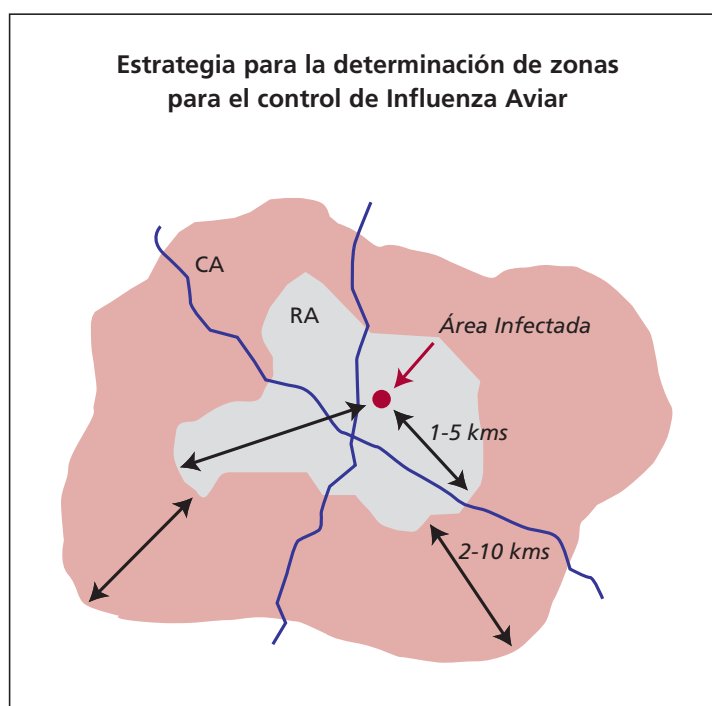 Estrategia para la determinación de zonas
para el control de Influenza Aviar
CA
RA
Área Infectada
1-5 kms
2-10 kms